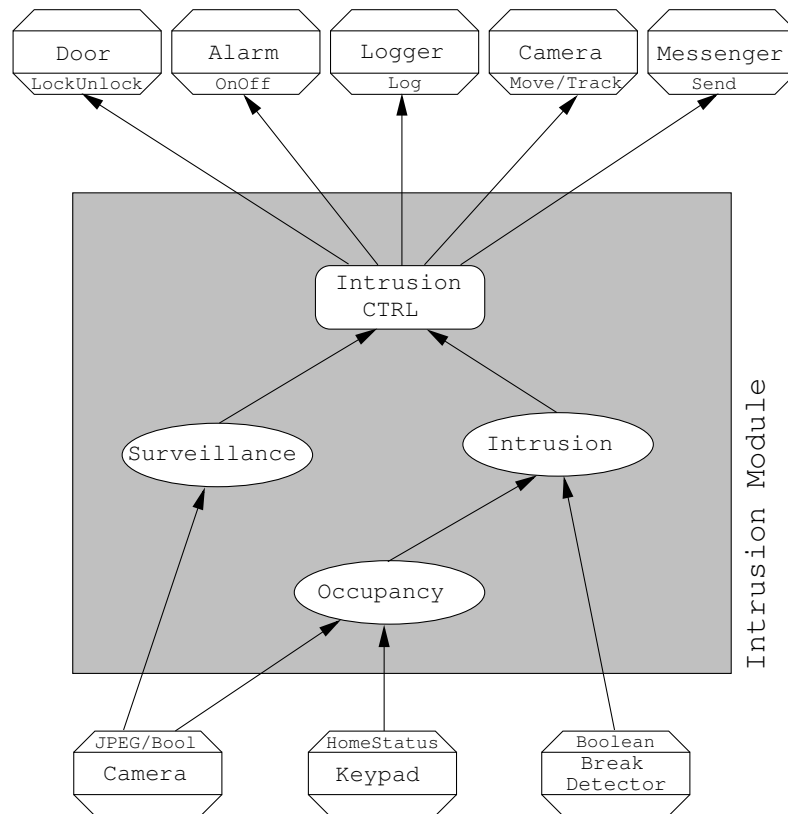 Door
Alarm
Logger
Camera
Messenger
LockUnlock
OnOff
Log
Move/Track
Send
Intrusion
CTRL
Surveillance
Intrusion
Occupancy
Intrusion Module
JPEG/Bool
HomeStatus
Boolean
Camera
Keypad
Break
Detector